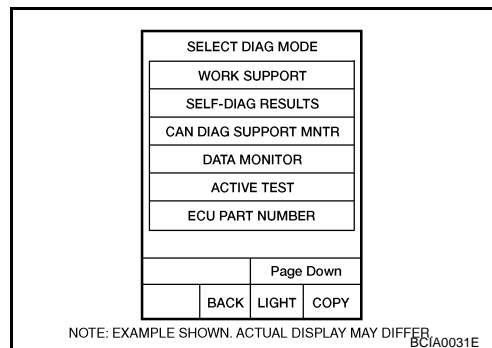 SELECT DIAG MODE
WORK SUPPORT
SELF-DIAG RESULTS
CAN DIAG SUPPORT MNTR
DATA MONITOR
ACTIVE TEST
ECU PART NUMBER
Page Down
BACK LIGHT COPY
NOTE: EXAMPLE SHOWN. ACTUAL DISPLAY MAY DIFFER.
BCIA0031E